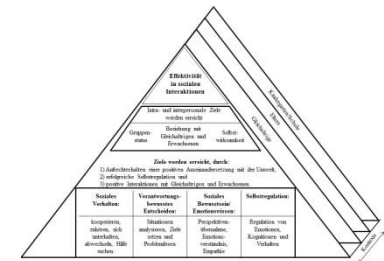 Effektivität
in sozialen
Interaktionen
Intra- und interpersonale Ziele
werden erreicht
Gruppen-
status
Beziehung mit
Gleichaltrigen und
Erwachsenen
Selbst-
wirksamkeit
Ziele werden erreicht, durch:
1) Aufrechterhalten einer positiven Auseinandersetzung mit der Umwelt,
2) erfolgreiche Selbstregulation und
3) positive Interaktionen mit Gleichaltrigen und Erwachsenen
Soziales
Verhalten:
kooperieren,
zuhören, sich
unterhalten,
abwechseln, Hilfe
suchen
Verantwortungs-
bewusstes
Entscheiden:
Situationen
analysieren, Ziele
setzen und
Problemlösen
Soziales
Bewusstsein/
Emotionswissen:
Perspektiven-
übernahme,
Emotions-
verständnis,
Empathie
Selbstregulation:
Regulation von
Emotionen,
Kognitionen und
Verhalten
Gleichaltrige
Eltern
Kindergarten/Schule
Kontexte